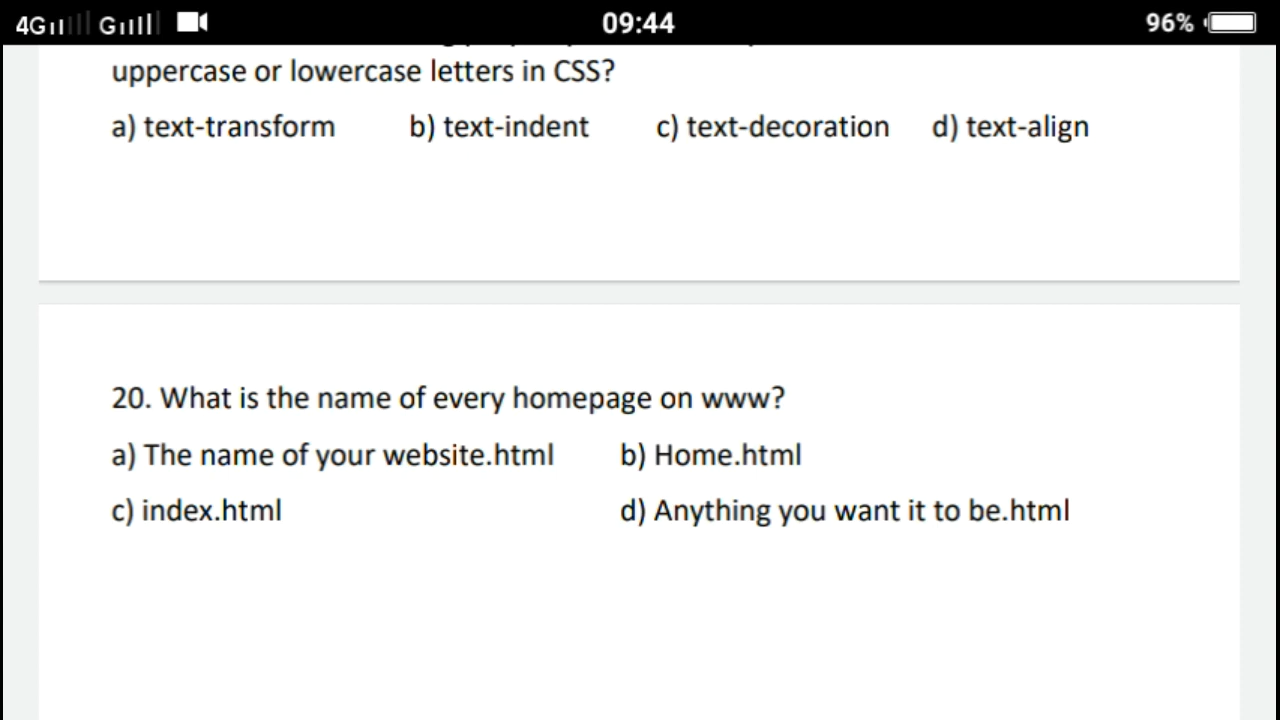 4G G 09:44 96%
uppercase or lowercase letters in CSS?
a) text-transform b) text-indent c) text-decoration d) text-align
20. What is the name of every homepage on www?
a) The name of your website.html b) Home.html
c) index.html d) Anything you want it to be.html